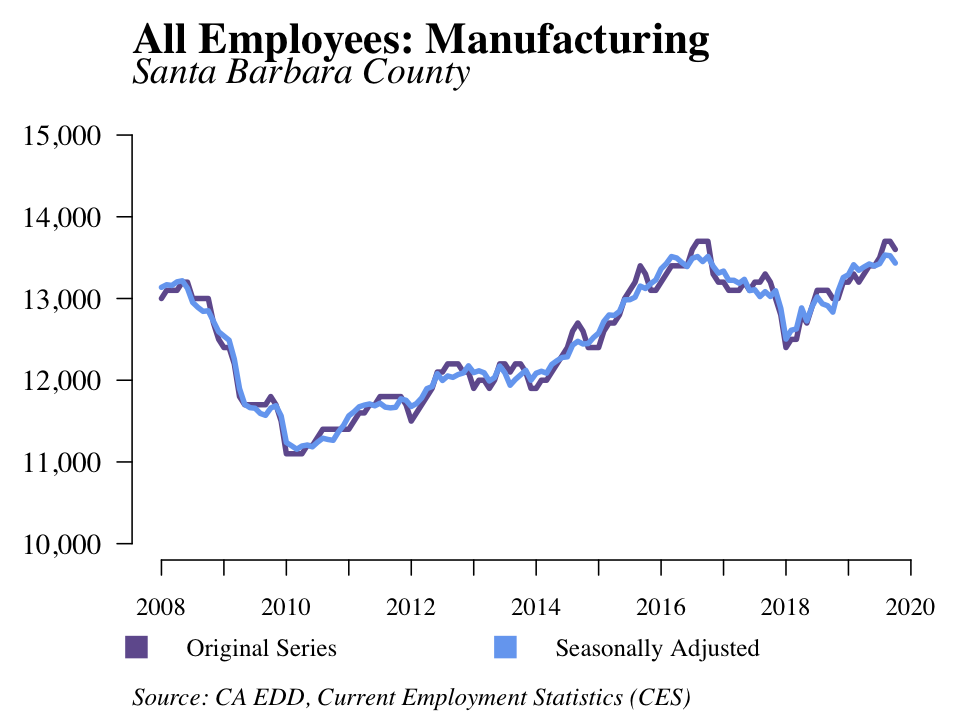 All Employees: Manufacturing
Santa Barbara County
15,000
14,000
13,000
12,000
11,000
10,000
2008 2010 2012 2014 2016 2018 2020
Original Series Seasonally Adjusted
Source: CA EDD, Current Employment Statistics (CES)